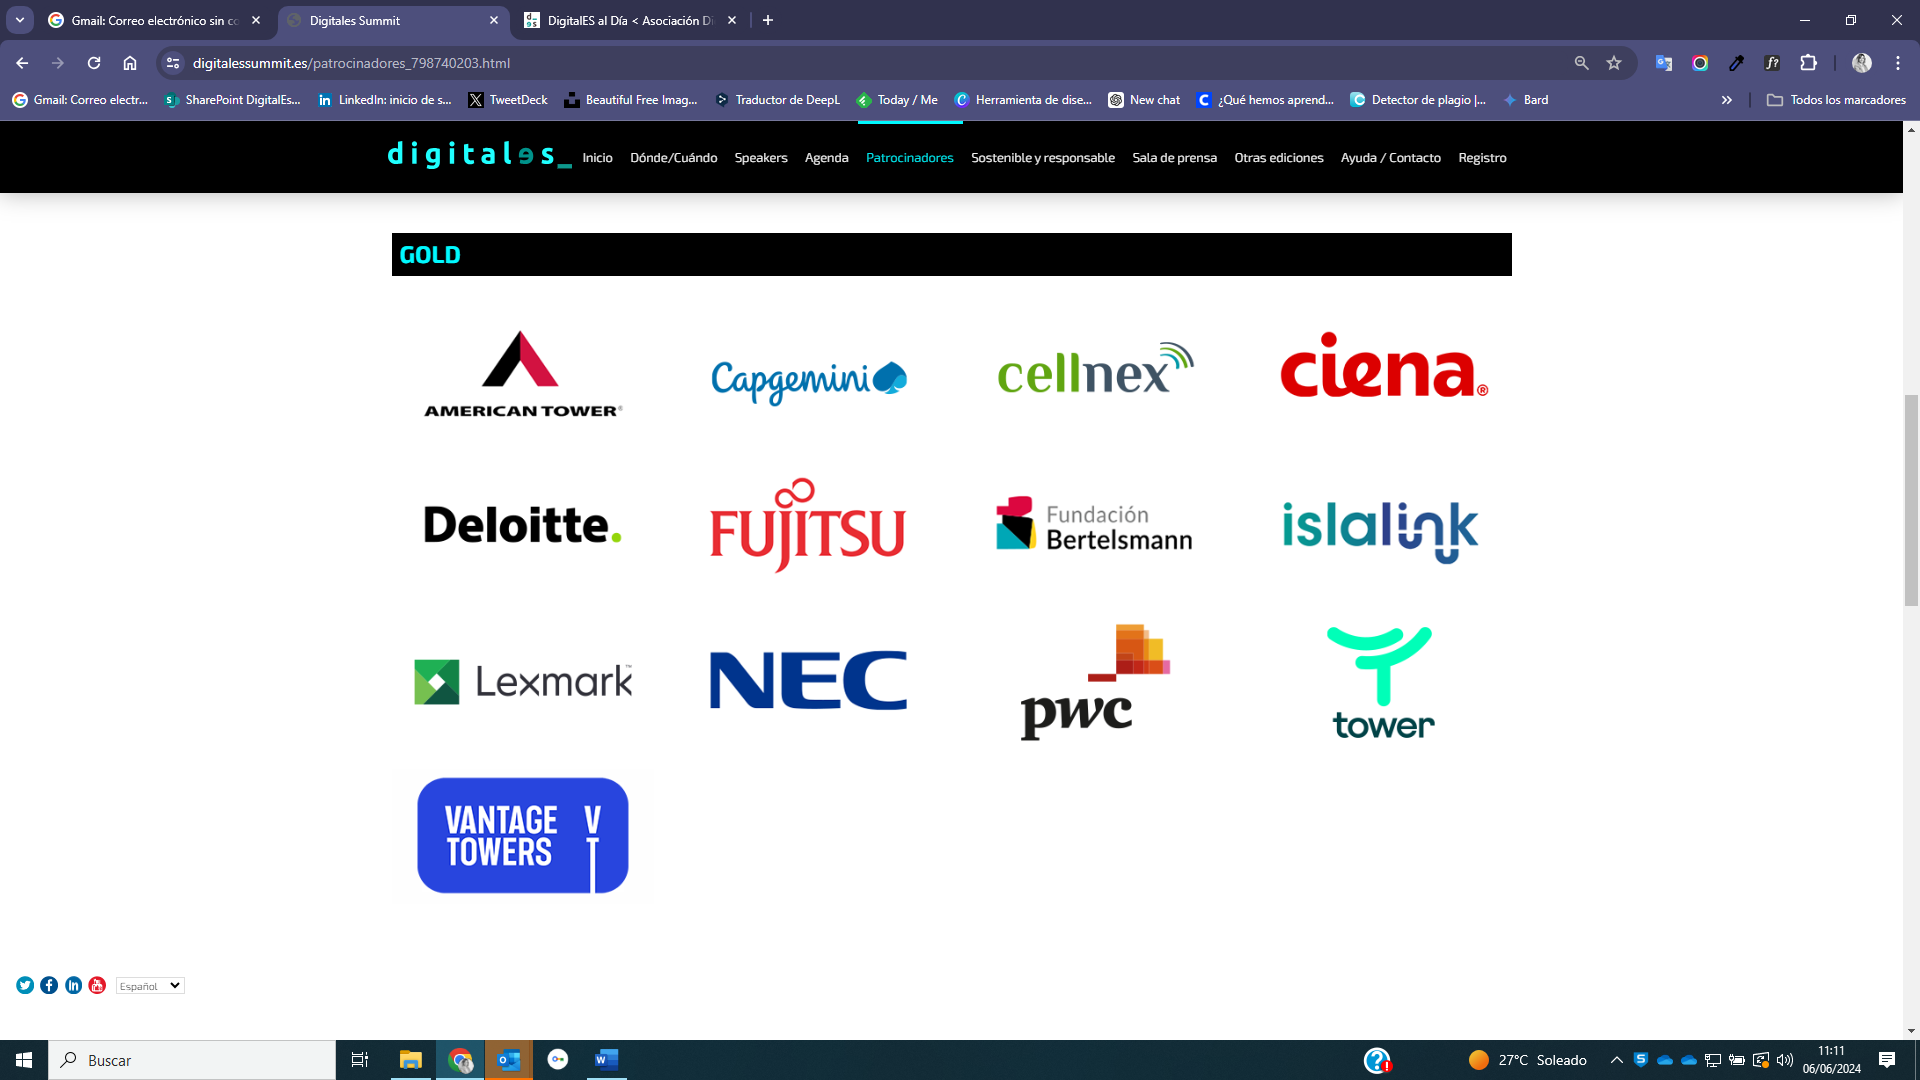 Gmail: Correo electrónico sin co
Digitales Summit
DigitalES al Día < Asociación Di
digitalessummit.es/patrocinadores_798740203.html
Gmail: Correo electr...
SharePoint DigitalEs...
LinkedIn: inicio de s...
TweetDeck
Beautiful Free Imag...
Traductor de DeepL
Today / Me
Herramienta de dise...
New chat
¿Qué hemos aprend...
Detector de plagio |...
Bard
Todos los marcadores
digitales_
Inicio
Dónde/Cuándo
Speakers
Agenda
Patrocinadores
Sostenible y responsable
Sala de prensa
Otras ediciones
Ayuda / Contacto
Registro
GOLD
AMERICAN TOWER®
Capgemini
cellnex
ciena®
Deloitte.
FUJITSU
Fundación
Bertelsmann
islalink
Lexmark™
NEC
pwc
tower
VANTAGE
TOWERS
V
T
Español
Buscar
27°C Soleado
11:11
06/06/2024